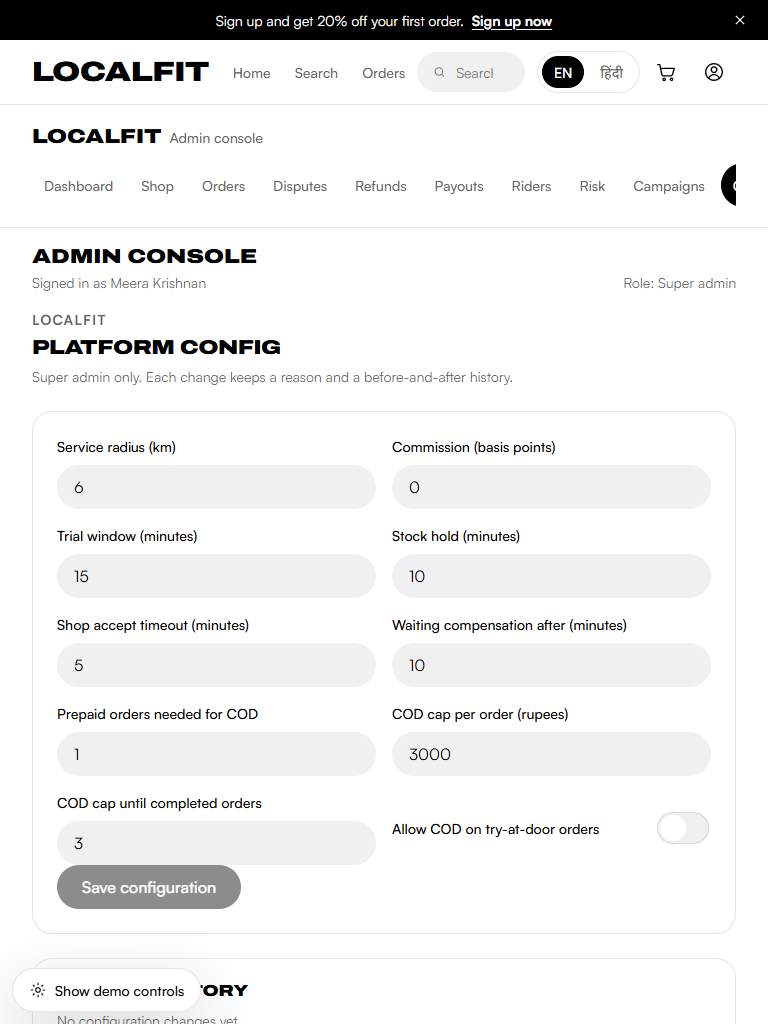 Sign up and get 20% off your first order. Sign up now
LOCALFIT Home Search Orders Searcl EN हिंदी
LOCALFIT Admin console
Dashboard Shop Orders Disputes Refunds Payouts Riders Risk Campaigns
ADMIN CONSOLE
Signed in as Meera Krishnan Role: Super admin
LOCALFIT
PLATFORM CONFIG
Super admin only. Each change keeps a reason and a before-and-after history.
Service radius (km) Commission (basis points)
6 0
Trial window (minutes) Stock hold (minutes)
15 10
Shop accept timeout (minutes) Waiting compensation after (minutes)
5 10
Prepaid orders needed for COD COD cap per order (rupees)
1 3000
COD cap until completed orders
3 Allow COD on try-at-door orders
Save configuration
Show demo controls TORY
No configuration changes yet